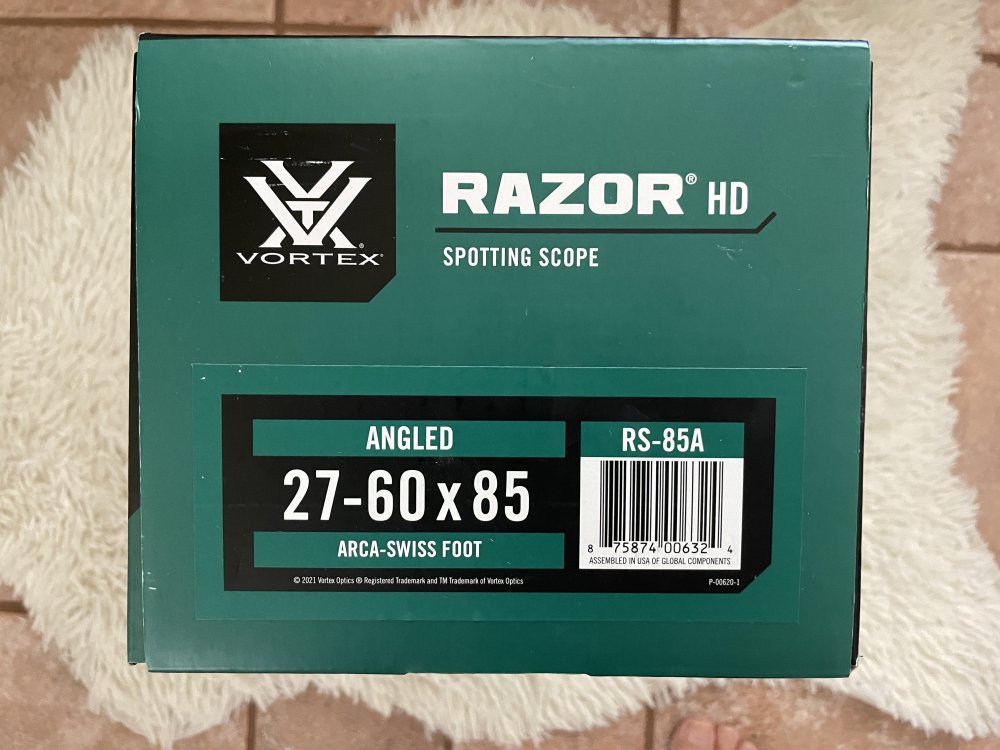 VORTEX®
RAZOR® HD
SPOTTING SCOPE
ANGLED
27-60 x 85
ARCA-SWISS FOOT
RS-85A
8 75874 00632 4
ASSEMBLED IN USA OF GLOBAL COMPONENTS
© 2021 Vortex Optics ® Registered Trademark and TM Trademark of Vortex Optics
P-00620-1